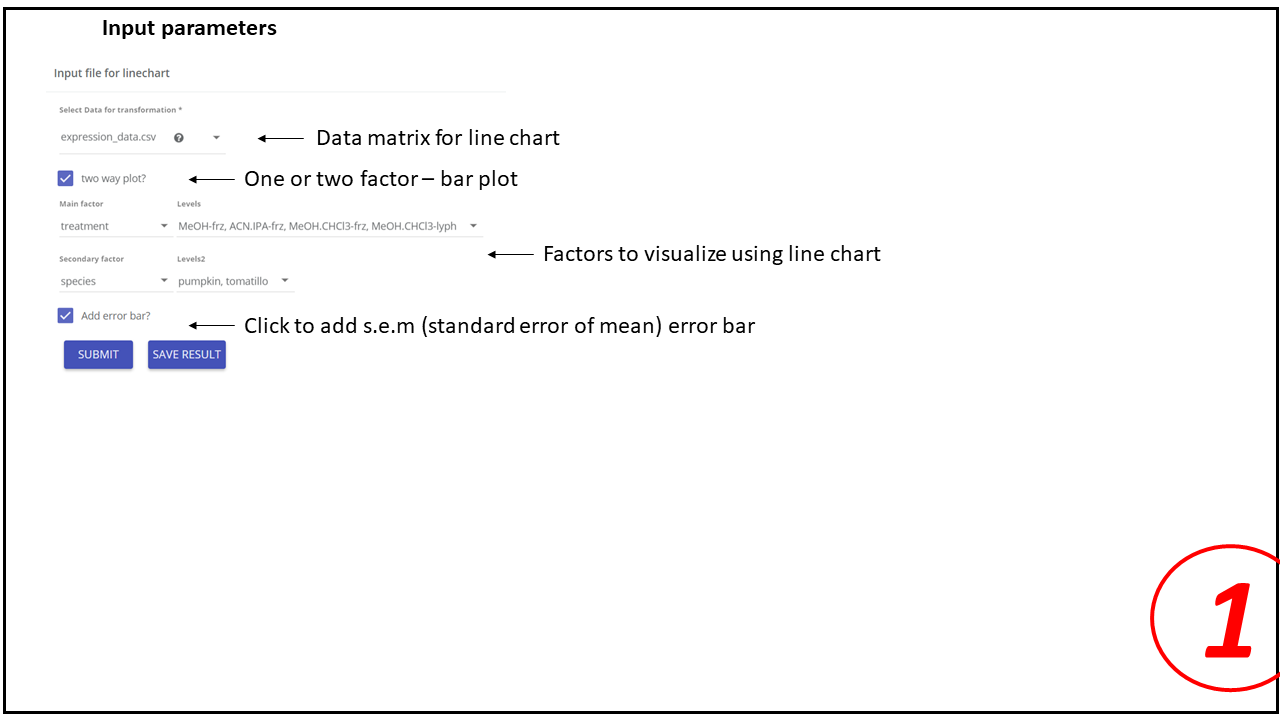 Input parameters
Input file for linechart
Select Data for transformation *
expression_data.csv ?
Data matrix for line chart
two way plot?
One or two factor – bar plot
Main factor Levels
treatment MeOH-frz, ACN.IPA-frz, MeOH.CHCl3-frz, MeOH.CHCl3-lyph
Factors to visualize using line chart
Secondary factor Levels2
species pumpkin, tomatillo
Add error bar?
Click to add s.e.m (standard error of mean) error bar
SUBMIT SAVE RESULT
1